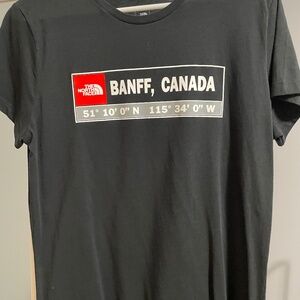 THE
NORTH
FACE
BANFF, CANADA
51° 10' 0" N 115° 34' 0" W